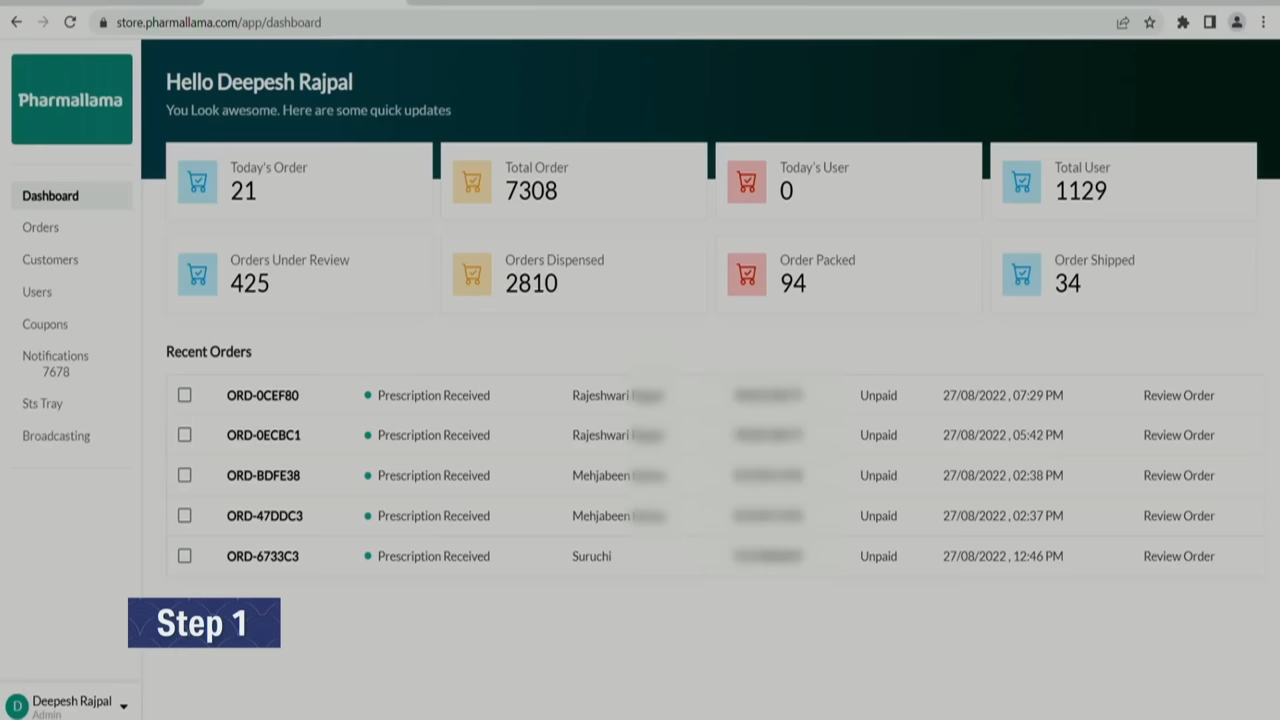 store.pharmallama.com/app/dashboard
Pharmallama
Hello Deepesh Rajpal
You Look awesome. Here are some quick updates
Today's Order
21
Total Order
7308
Today's User
0
Total User
1129
Dashboard
Orders
Customers
Users
Coupons
Notifications
7678
Sts Tray
Broadcasting
Orders Under Review
425
Orders Dispensed
2810
Order Packed
94
Order Shipped
34
Recent Orders
ORD-0CEF80 Prescription Received Rajeshwari Unpaid 27/08/2022 , 07:29 PM Review Order
ORD-0ECBC1 Prescription Received Rajeshwari Unpaid 27/08/2022 , 05:42 PM Review Order
ORD-BDFE38 Prescription Received Mehjabeen Unpaid 27/08/2022 , 02:38 PM Review Order
ORD-47DDC3 Prescription Received Mehjabeen Unpaid 27/08/2022 , 02:37 PM Review Order
ORD-6733C3 Prescription Received Suruchi Unpaid 27/08/2022 , 12:46 PM Review Order
Step 1
D
Deepesh Rajpal
Admin